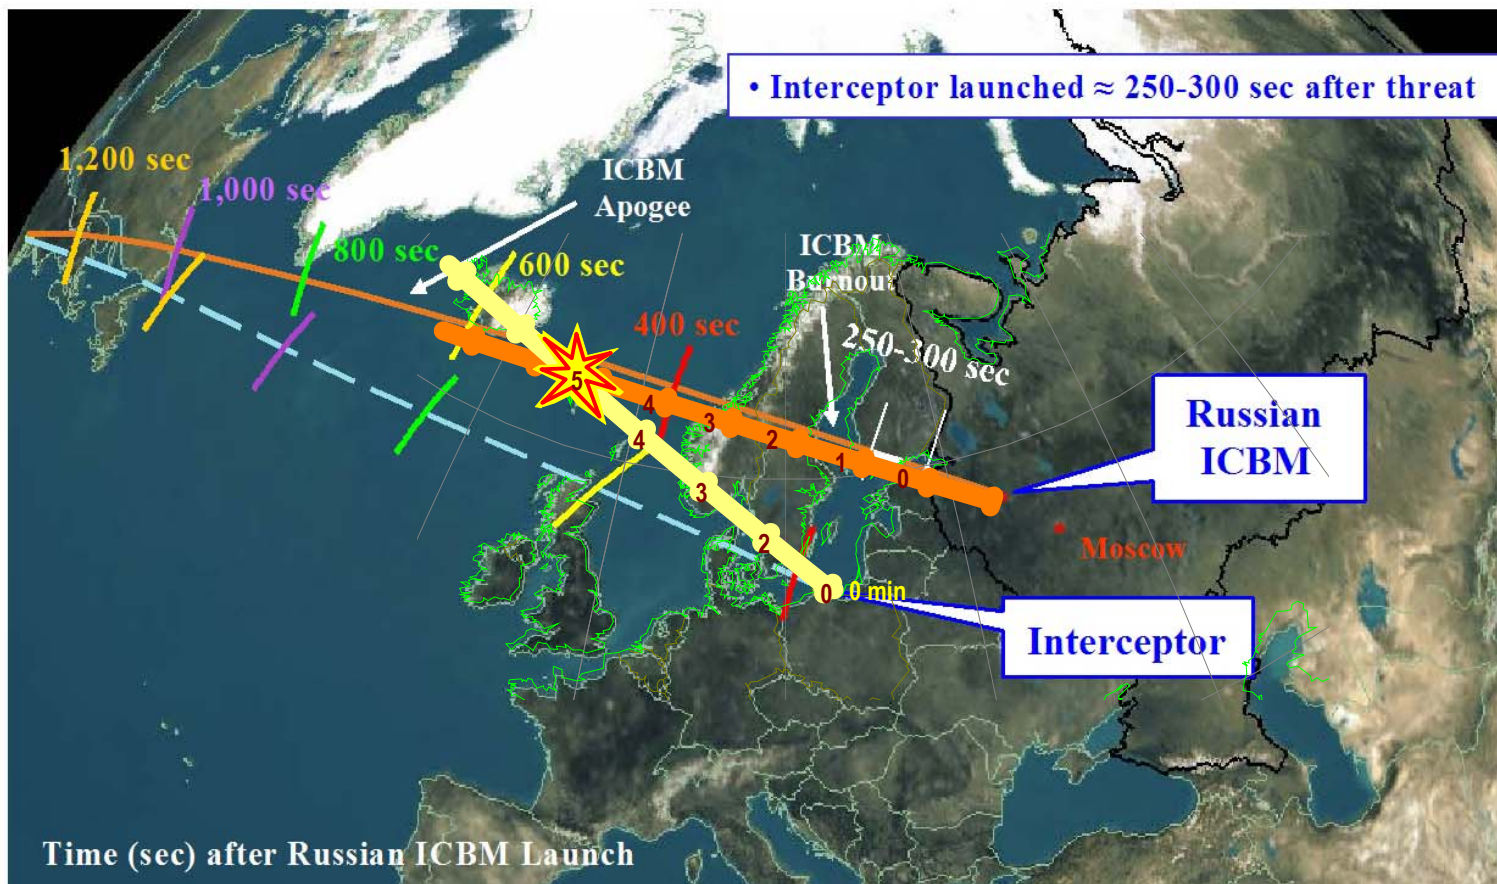 • Interceptor launched ≈ 250-300 sec after threat
1,200 sec
1,000 sec
800 sec
ICBM
Apogee
600 sec
400 sec
ICBM
Burnout
250-300 sec
5
4
3
2
1
0
4
3
2
0
0 min
Russian
ICBM
Moscow
Interceptor
Time (sec) after Russian ICBM Launch